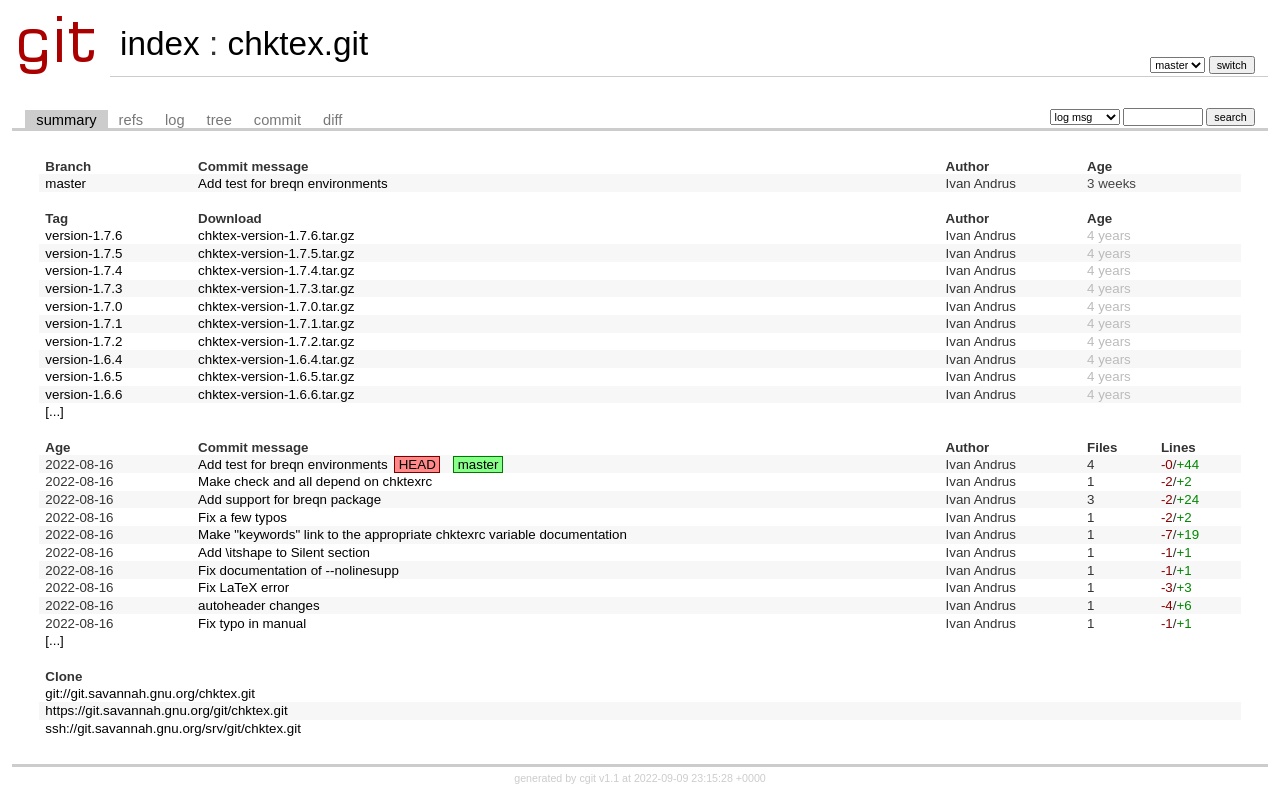 git
index : chktex.git
master switch
summary refs log tree commit diff
log msg search
Branch Commit message Author Age
master Add test for breqn environments Ivan Andrus 3 weeks
Tag Download Author Age
version-1.7.6 chktex-version-1.7.6.tar.gz Ivan Andrus 4 years
version-1.7.5 chktex-version-1.7.5.tar.gz Ivan Andrus 4 years
version-1.7.4 chktex-version-1.7.4.tar.gz Ivan Andrus 4 years
version-1.7.3 chktex-version-1.7.3.tar.gz Ivan Andrus 4 years
version-1.7.0 chktex-version-1.7.0.tar.gz Ivan Andrus 4 years
version-1.7.1 chktex-version-1.7.1.tar.gz Ivan Andrus 4 years
version-1.7.2 chktex-version-1.7.2.tar.gz Ivan Andrus 4 years
version-1.6.4 chktex-version-1.6.4.tar.gz Ivan Andrus 4 years
version-1.6.5 chktex-version-1.6.5.tar.gz Ivan Andrus 4 years
version-1.6.6 chktex-version-1.6.6.tar.gz Ivan Andrus 4 years
[...]
Age Commit message Author Files Lines
2022-08-16 Add test for breqn environments HEAD master Ivan Andrus 4 -0/+44
2022-08-16 Make check and all depend on chktexrc Ivan Andrus 1 -2/+2
2022-08-16 Add support for breqn package Ivan Andrus 3 -2/+24
2022-08-16 Fix a few typos Ivan Andrus 1 -2/+2
2022-08-16 Make "keywords" link to the appropriate chktexrc variable documentation Ivan Andrus 1 -7/+19
2022-08-16 Add \itshape to Silent section Ivan Andrus 1 -1/+1
2022-08-16 Fix documentation of --nolinesupp Ivan Andrus 1 -1/+1
2022-08-16 Fix LaTeX error Ivan Andrus 1 -3/+3
2022-08-16 autoheader changes Ivan Andrus 1 -4/+6
2022-08-16 Fix typo in manual Ivan Andrus 1 -1/+1
[...]
Clone
git://git.savannah.gnu.org/chktex.git
https://git.savannah.gnu.org/git/chktex.git
ssh://git.savannah.gnu.org/srv/git/chktex.git
generated by cgit v1.1 at 2022-09-09 23:15:28 +0000